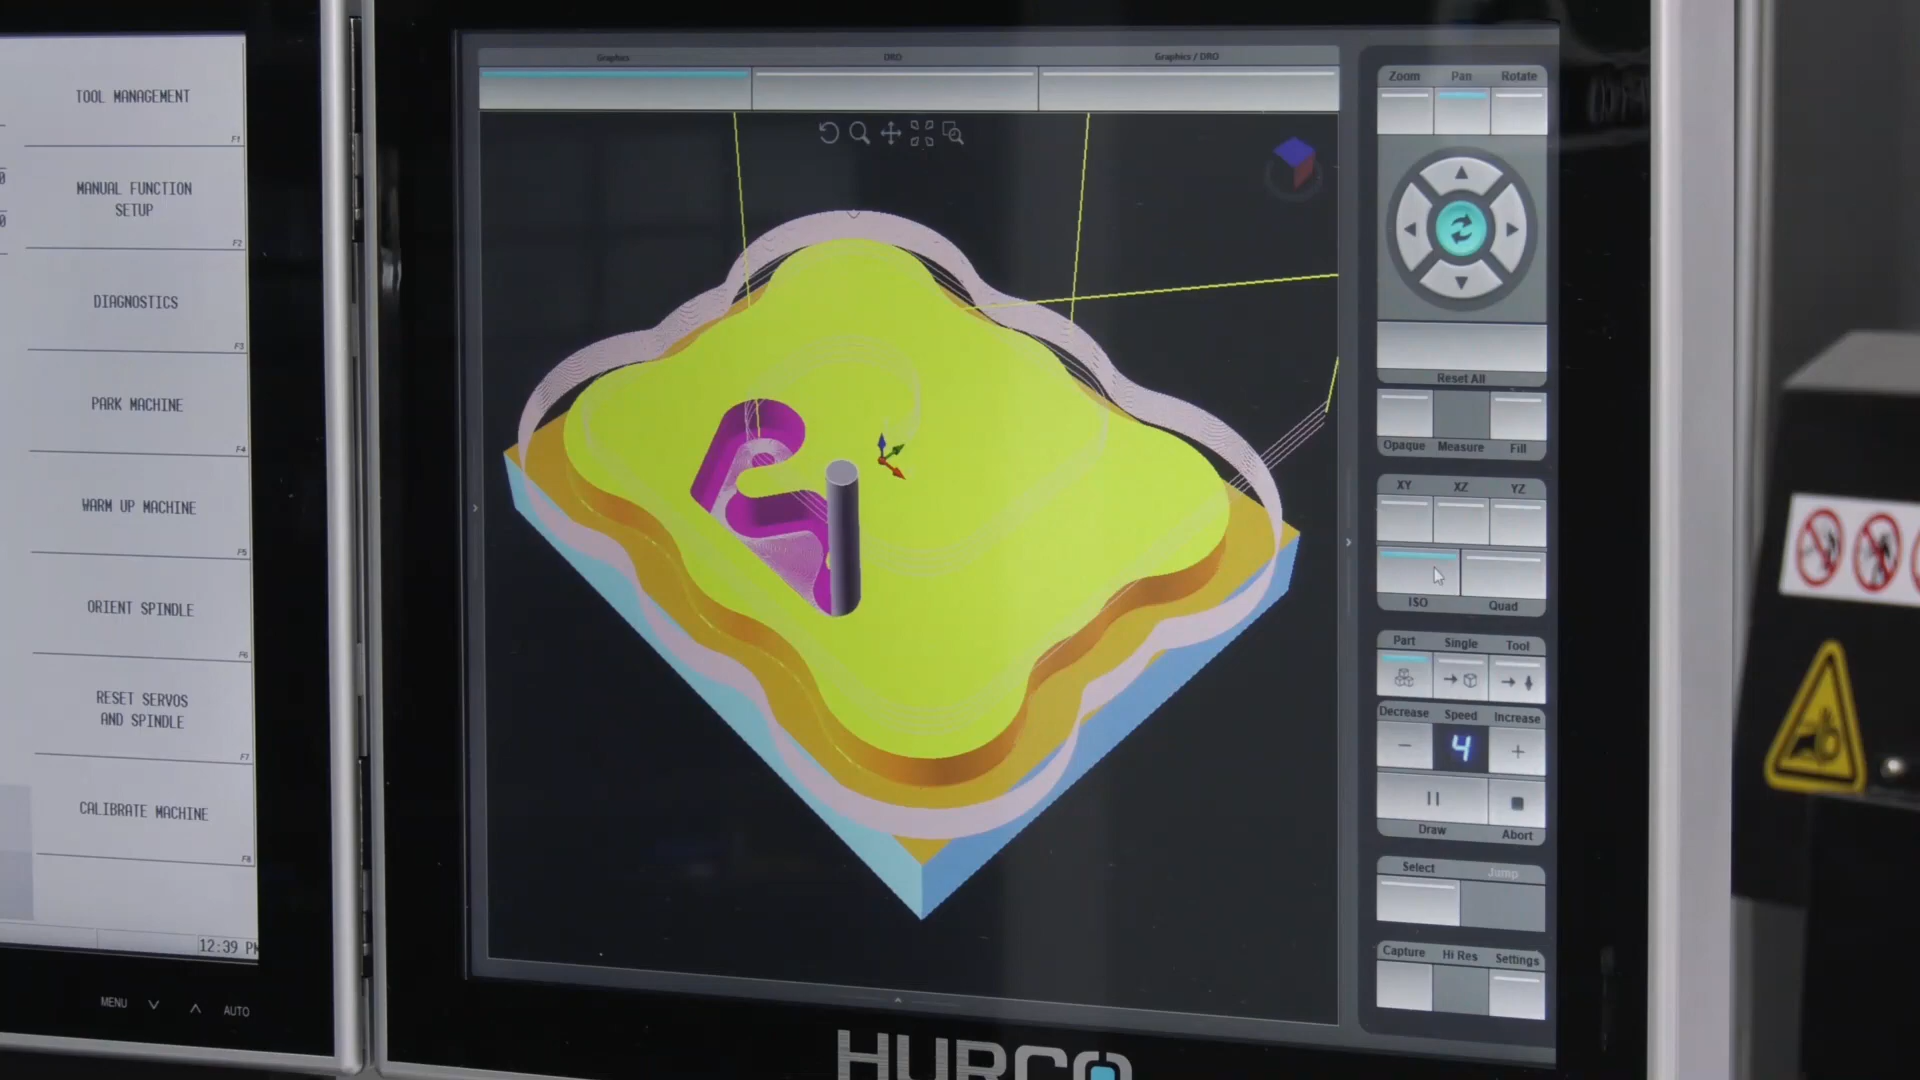 TOOL MANAGEMENT
F1
MANUAL FUNCTION
SETUP
F2
DIAGNOSTICS
F3
PARK MACHINE
F4
WARM UP MACHINE
F5
ORIENT SPINDLE
F6
RESET SERVOS
AND SPINDLE
F7
CALIBRATE MACHINE
F8
12:39 PM
MENU
AUTO
Graphics
DRO
Graphics / DRO
Zoom Pan Rotate
Reset All
Opaque Measure Fill
XY XZ YZ
ISO Quad
Part Single Tool
Decrease Speed Increase
4
Draw Abort
Select Jump
Capture Hi Res Settings
HURCO